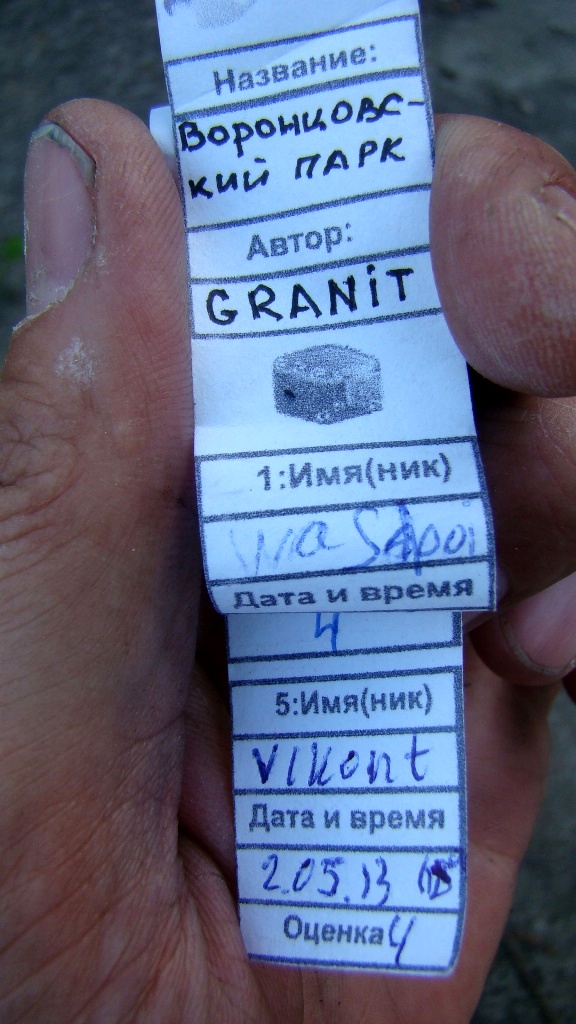 Название:
Воронцовс-
кий ПАРК
Автор:
GRANiT
1:Имя(ник)
Дата и время
4
5:Имя(ник)
Vikont
Дата и время
2.05.13
Оценка 4